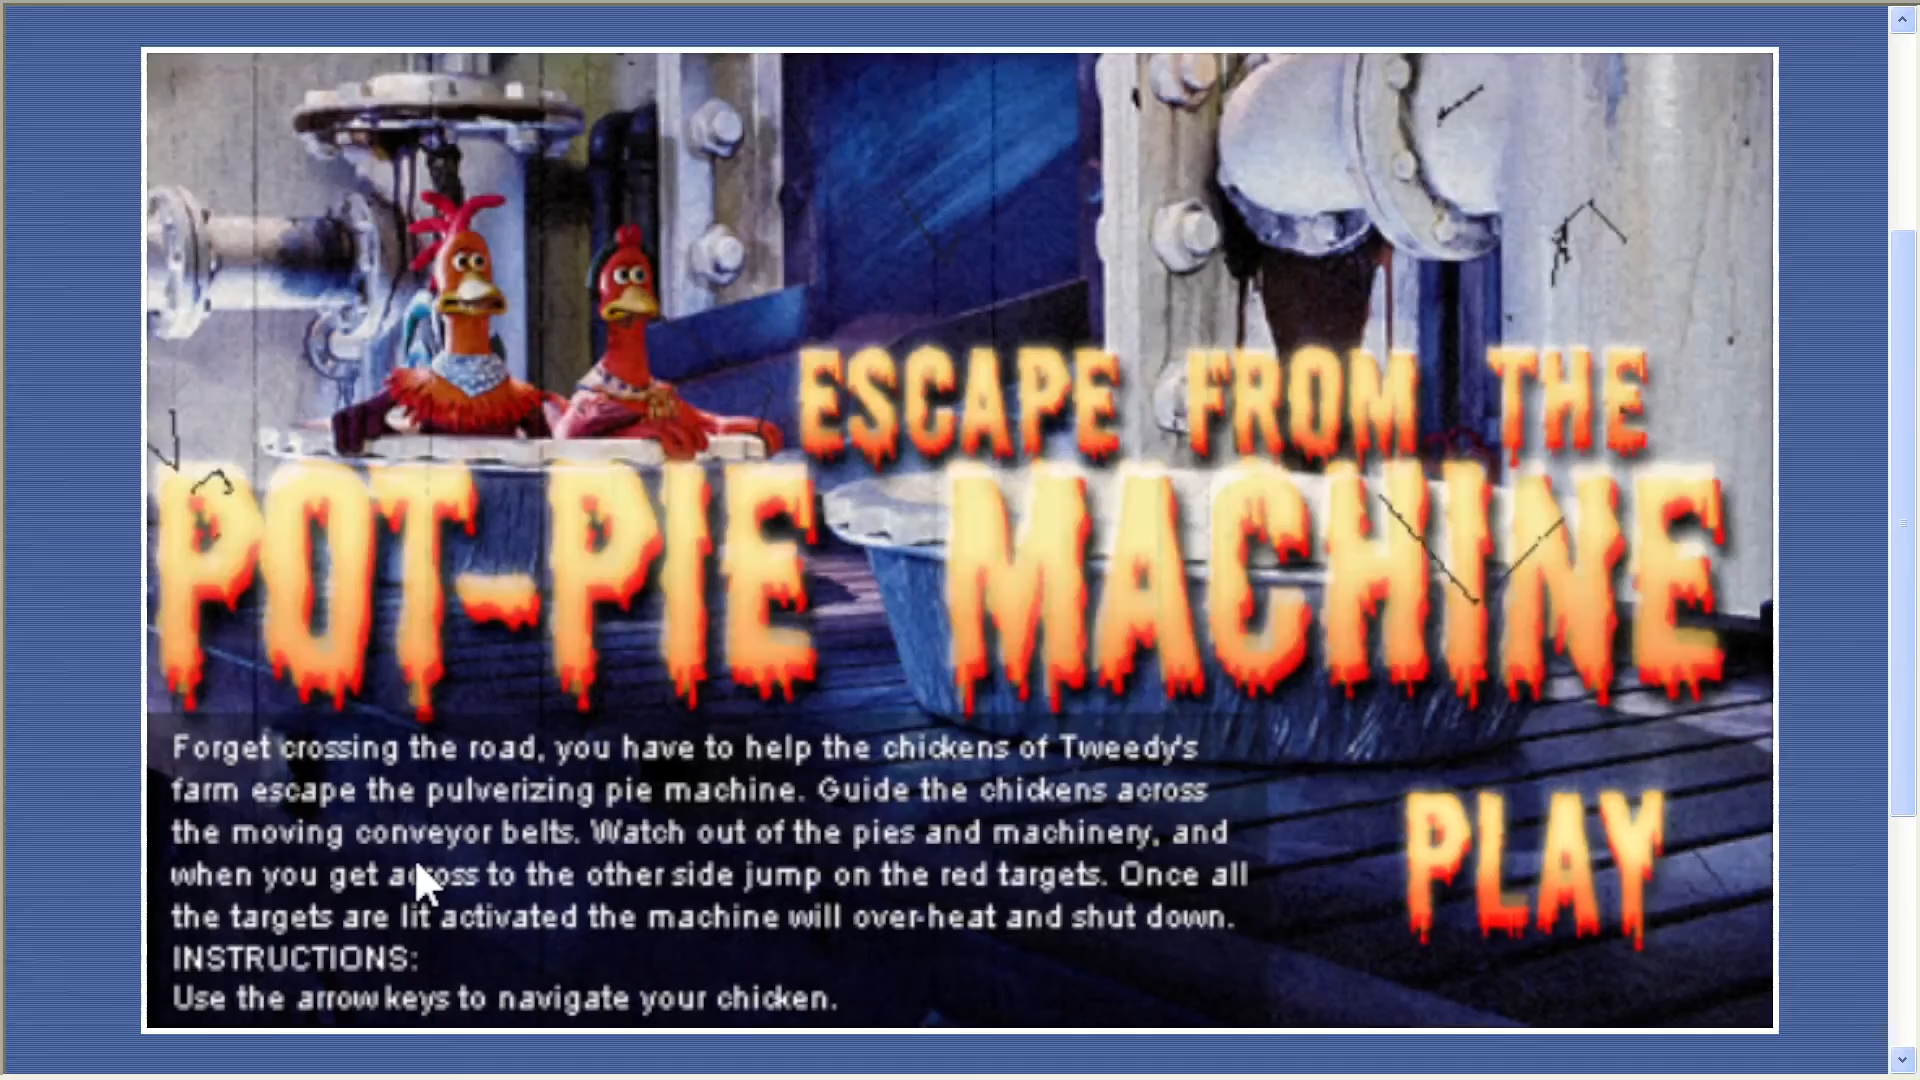 ESCAPE FROM THE
POT-PIE MACHINE
Forget crossing the road, you have to help the chickens of Tweedy's
farm escape the pulverizing pie machine. Guide the chickens across
the moving conveyor belts. Watch out of the pies and machinery, and
when you get across to the other side jump on the red targets. Once all
the targets are lit activated the machine will over-heat and shut down.
INSTRUCTIONS:
Use the arrow keys to navigate your chicken.
PLAY